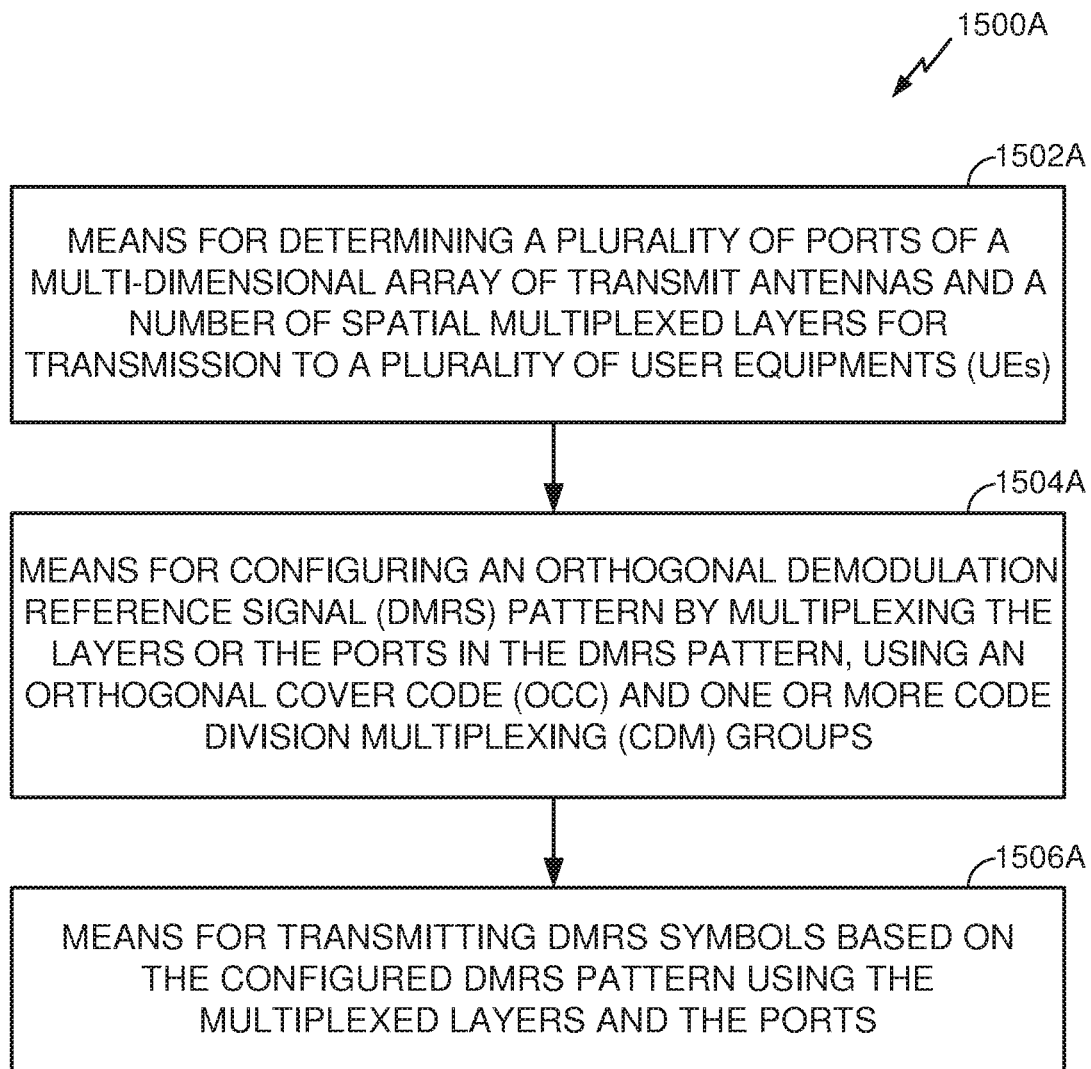 1500A
1502A
MEANS FOR DETERMINING A PLURALITY OF PORTS OF A
MULTI-DIMENSIONAL ARRAY OF TRANSMIT ANTENNAS AND A
NUMBER OF SPATIAL MULTIPLEXED LAYERS FOR
TRANSMISSION TO A PLURALITY OF USER EQUIPMENTS (UEs)
1504A
MEANS FOR CONFIGURING AN ORTHOGONAL DEMODULATION
REFERENCE SIGNAL (DMRS) PATTERN BY MULTIPLEXING THE
LAYERS OR THE PORTS IN THE DMRS PATTERN, USING AN
ORTHOGONAL COVER CODE (OCC) AND ONE OR MORE CODE
DIVISION MULTIPLEXING (CDM) GROUPS
1506A
MEANS FOR TRANSMITTING DMRS SYMBOLS BASED ON
THE CONFIGURED DMRS PATTERN USING THE
MULTIPLEXED LAYERS AND THE PORTS